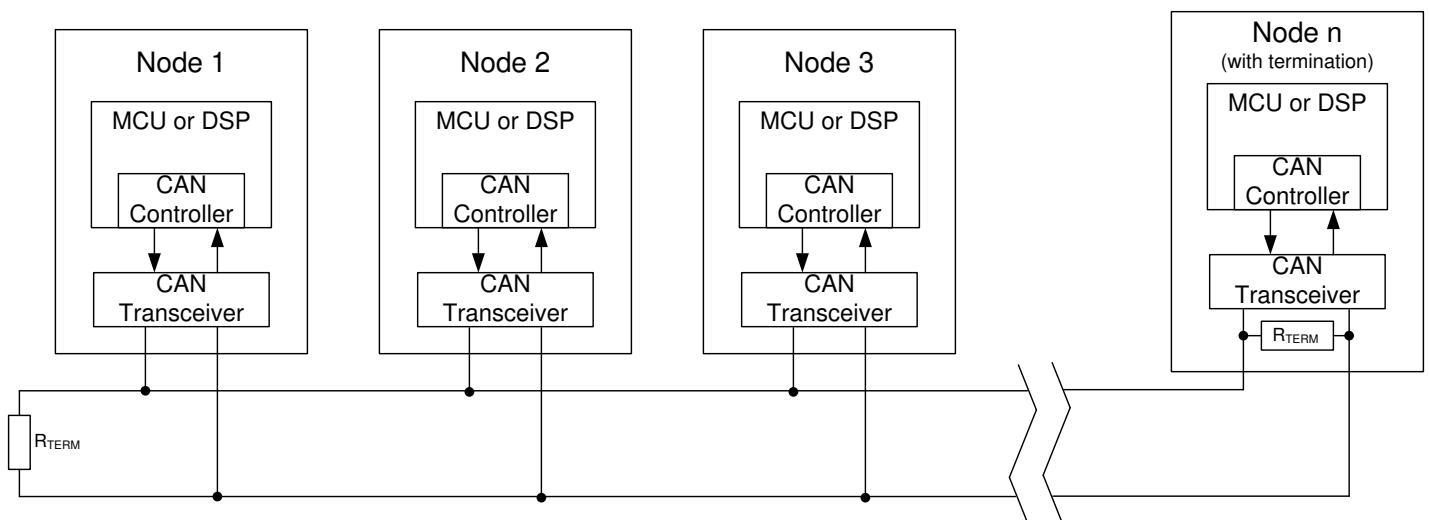 Node 1
MCU or DSP
CAN
Controller
CAN
Transceiver
Node 2
MCU or DSP
CAN
Controller
CAN
Transceiver
Node 3
MCU or DSP
CAN
Controller
CAN
Transceiver
Node n
(with termination)
MCU or DSP
CAN
Controller
CAN
Transceiver
RTERM
RTERM